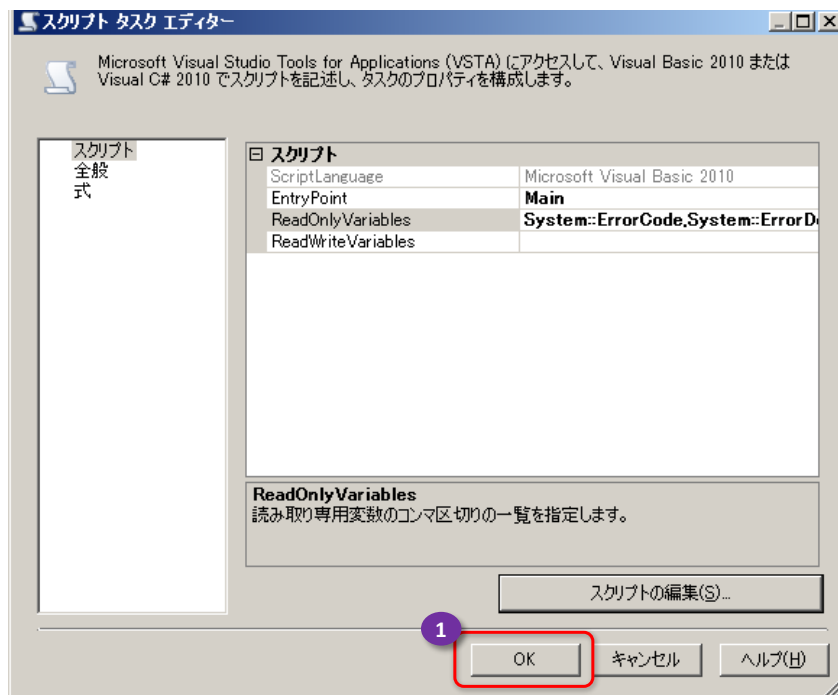 スクリプト タスク エディター
Microsoft Visual Studio Tools for Applications (VSTA) にアクセスして、Visual Basic 2010 または
Visual C# 2010 でスクリプトを記述し、タスクのプロパティを構成します。
スクリプト
全般
式
スクリプト
ScriptLanguage Microsoft Visual Basic 2010
EntryPoint Main
ReadOnlyVariables System::ErrorCode,System::ErrorD
ReadWriteVariables
ReadOnlyVariables
読み取り専用変数のコンマ区切りの一覧を指定します。
スクリプトの編集(S)...
1
OK キャンセル ヘルプ(H)